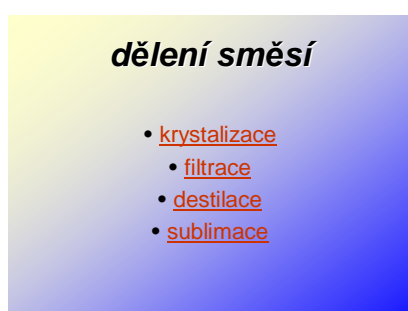 dělení směsí
• krystalizace
• filtrace
• destilace
• sublimace